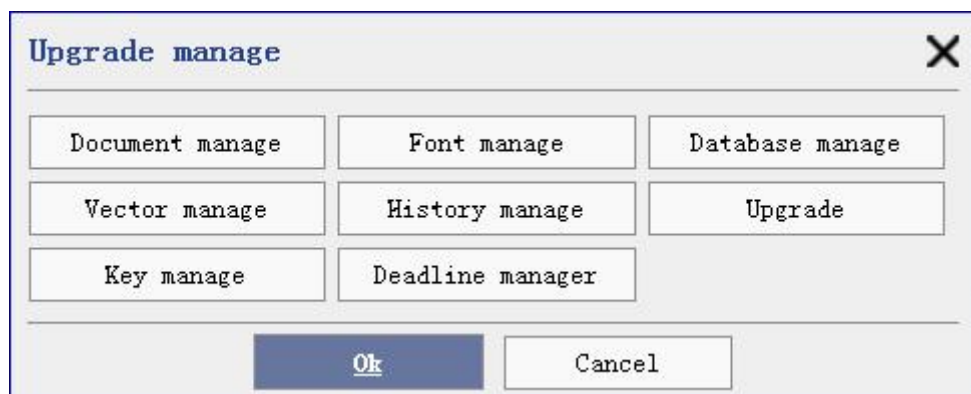 Upgrade manage
Document manage Font manage Database manage
Vector manage History manage Upgrade
Key manage Deadline manager
Ok Cancel